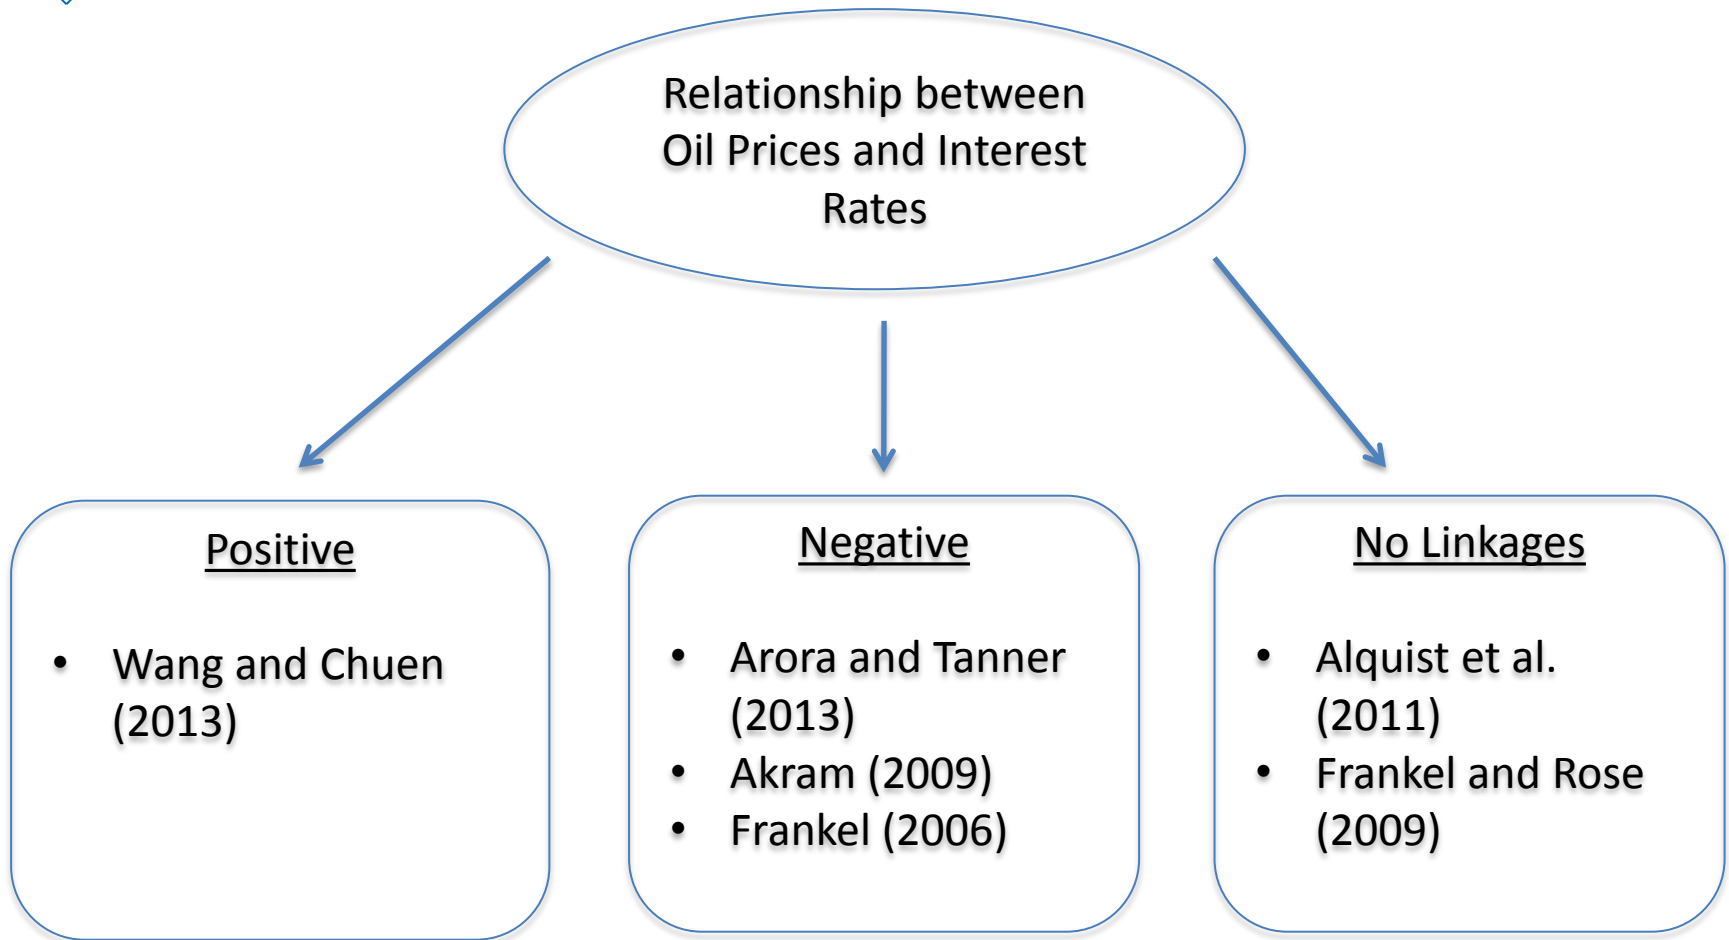 Relationship between
Oil Prices and Interest
Rates
Positive
• Wang and Chuen
(2013)
Negative
• Arora and Tanner
(2013)
• Akram (2009)
• Frankel (2006)
No Linkages
• Alquist et al.
(2011)
• Frankel and Rose
(2009)